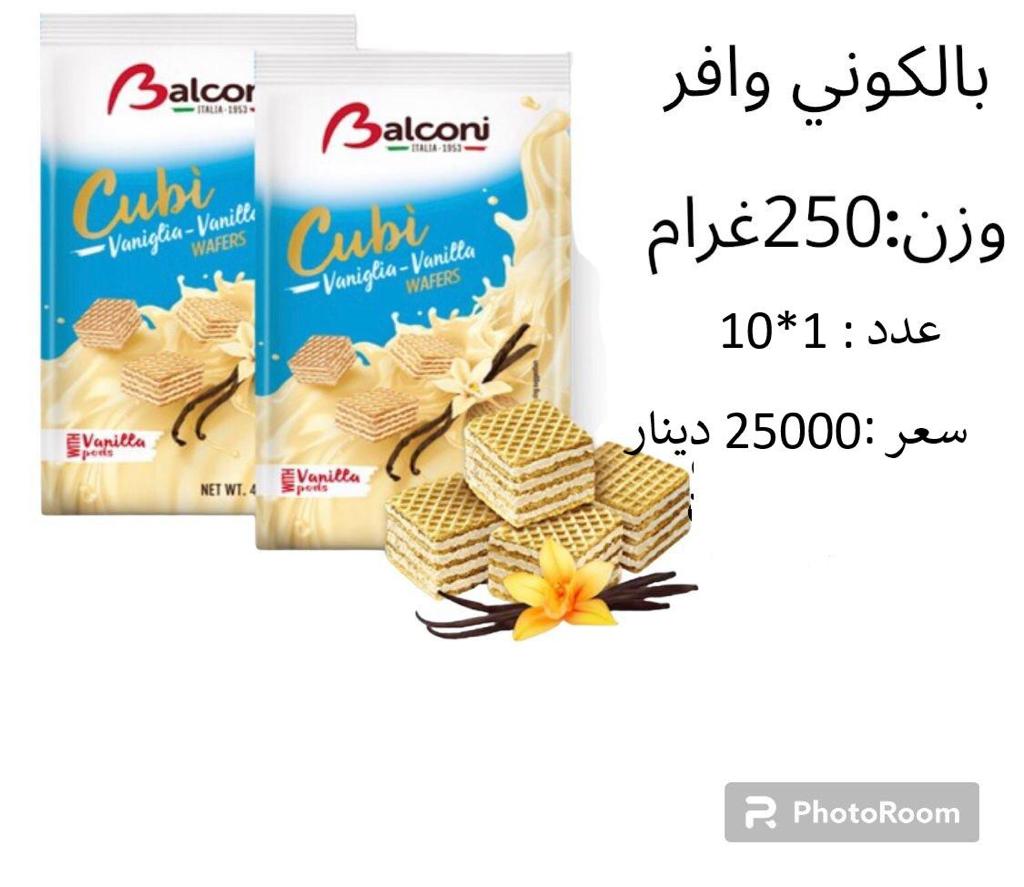 Balconi
ITALIA·1953
Cubì
Vaniglia-Vanilla
WAFERS
WITH Vanilla
pods
NET WT.
Balconi
ITALIA·1953
Cubì
Vaniglia-Vanilla
WAFERS
WITH Vanilla
pods
بالكوني وافر
وزن:250غرام
عدد : 1*10
سعر :25000 دينار
PhotoRoom